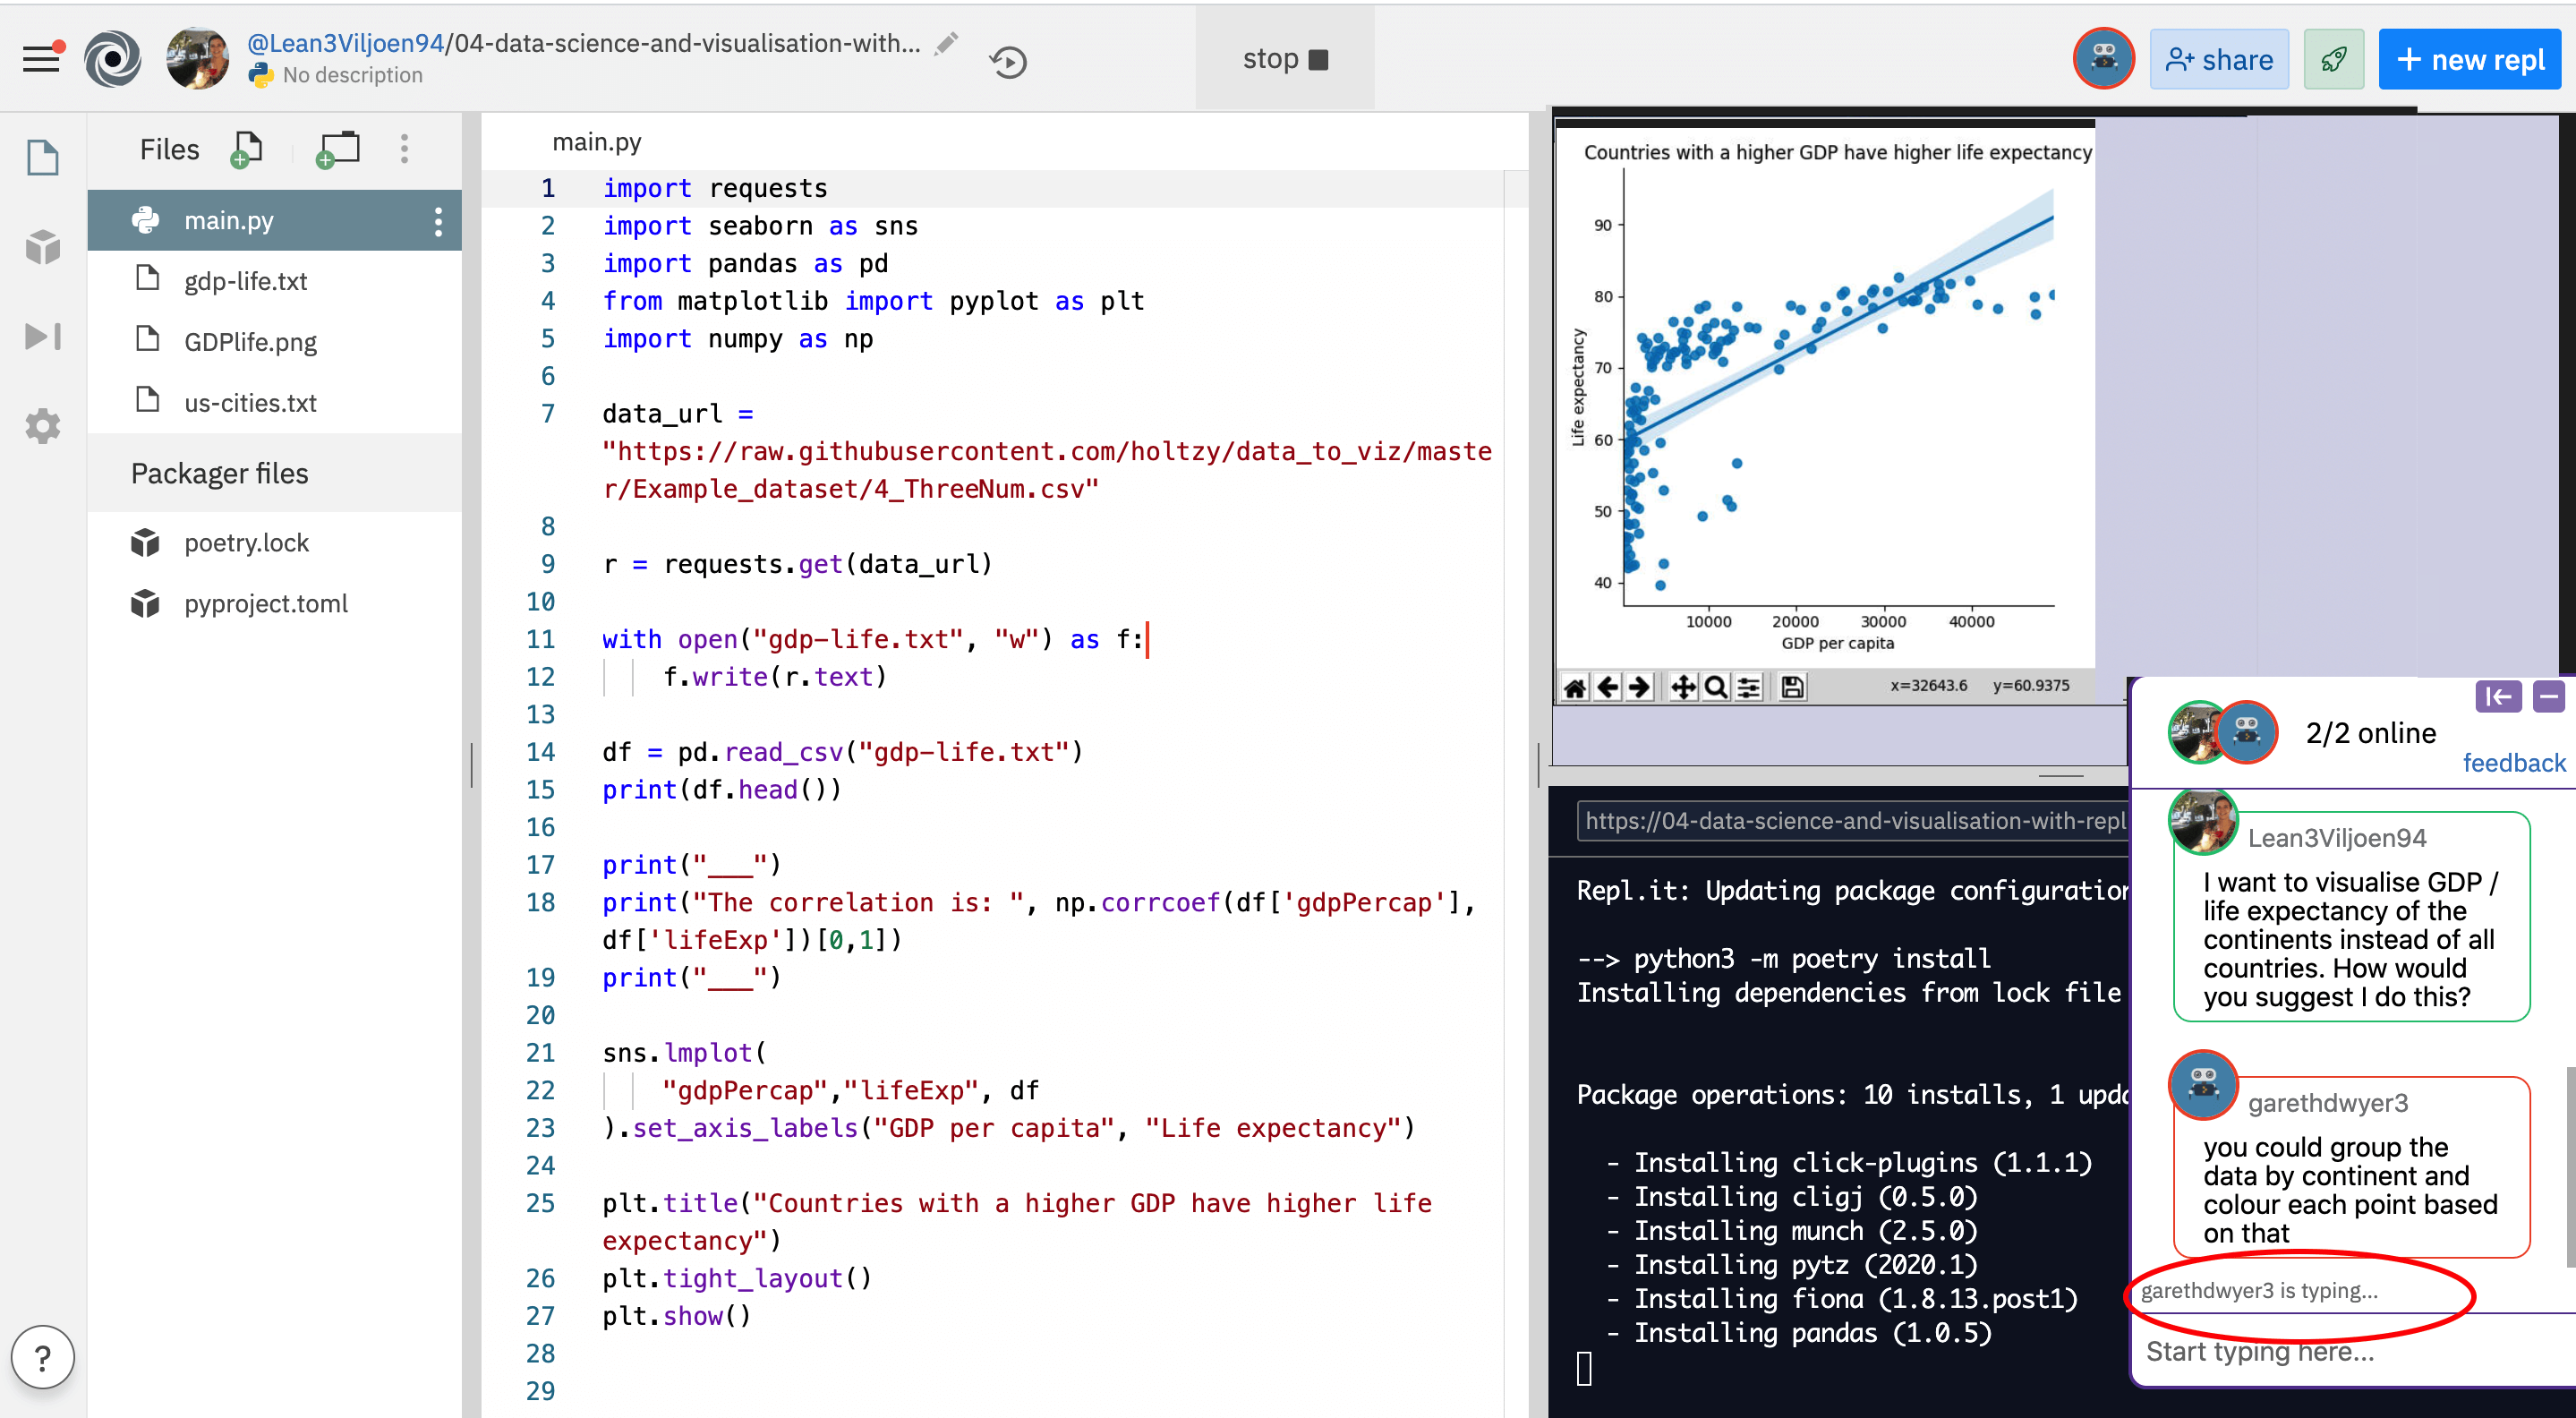 @Lean3Viljoen94/04-data-science-and-visualisation-with...
No description
stop
share
+ new repl
Files
main.py
gdp-life.txt
GDPlife.png
us-cities.txt
Packager files
poetry.lock
pyproject.toml
main.py
1 import requests
2 import seaborn as sns
3 import pandas as pd
4 from matplotlib import pyplot as plt
5 import numpy as np
6
7 data_url =
"https://raw.githubusercontent.com/holtzy/data_to_viz/maste
r/Example_dataset/4_ThreeNum.csv"
8
9 r = requests.get(data_url)
10
11 with open("gdp-life.txt", "w") as f:
12 f.write(r.text)
13
14 df = pd.read_csv("gdp-life.txt")
15 print(df.head())
16
17 print("___")
18 print("The correlation is: ", np.corrcoef(df['gdpPercap'],
df['lifeExp'])[0,1])
19 print("___")
20
21 sns.lmplot(
22 "gdpPercap","lifeExp", df
23 ).set_axis_labels("GDP per capita", "Life expectancy")
24
25 plt.title("Countries with a higher GDP have higher life
expectancy")
26 plt.tight_layout()
27 plt.show()
28
29
?
Countries with a higher GDP have higher life expectancy
90
80
70
60
50
40
Life expectancy
10000 20000 30000 40000
GDP per capita
x=32643.6 y=60.9375
https://04-data-science-and-visualisation-with-repl
Repl.it: Updating package configuration
--> python3 -m poetry install
Installing dependencies from lock file
Package operations: 10 installs, 1 upda
- Installing click-plugins (1.1.1)
- Installing cligj (0.5.0)
- Installing munch (2.5.0)
- Installing pytz (2020.1)
- Installing fiona (1.8.13.post1)
- Installing pandas (1.0.5)
2/2 online
feedback
Lean3Viljoen94
I want to visualise GDP /
life expectancy of the
continents instead of all
countries. How would
you suggest I do this?
garethdwyer3
you could group the
data by continent and
colour each point based
on that
garethdwyer3 is typing...
Start typing here...